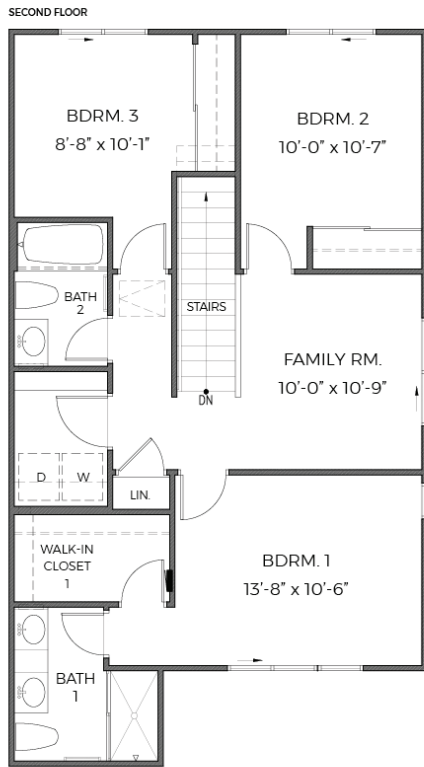 SECOND FLOOR
BDRM. 3
8'-8" x 10'-1"
BDRM. 2
10'-0" x 10'-7"
BATH
2
STAIRS
FAMILY RM.
10'-0" x 10'-9"
DN
D
W
LIN.
WALK-IN
CLOSET
1
BDRM. 1
13'-8" x 10'-6"
BATH
1